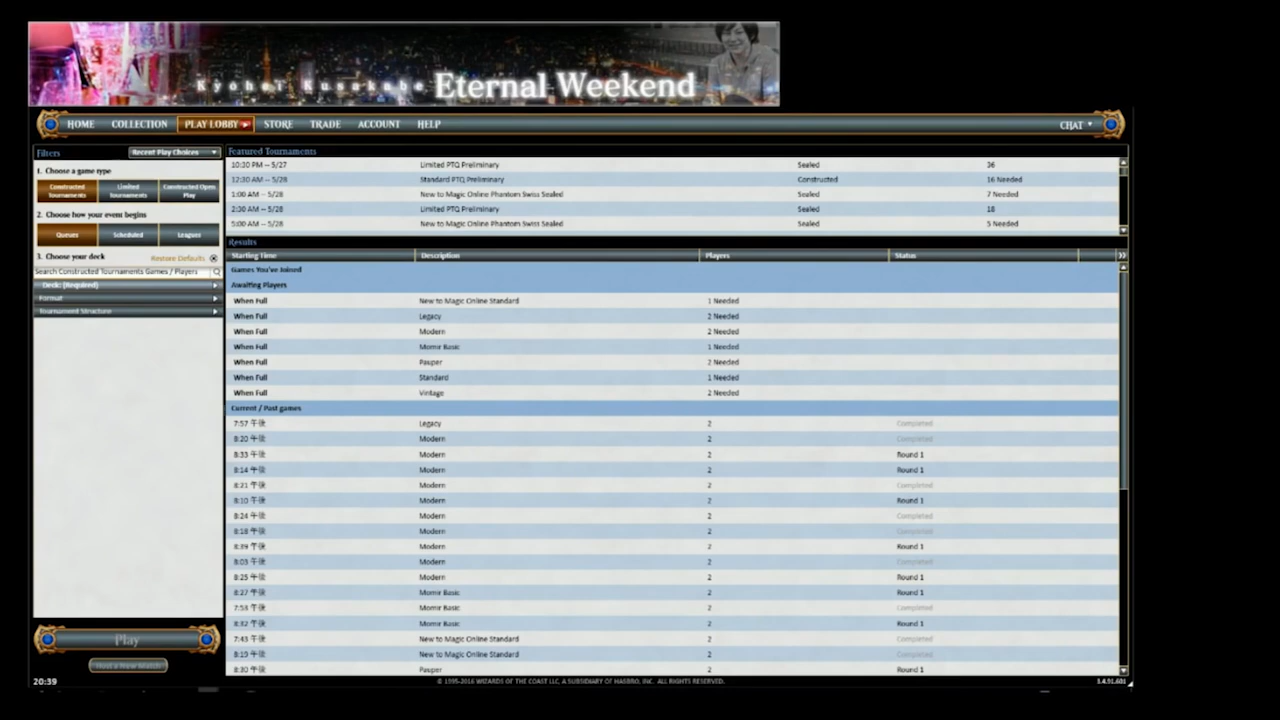 KyoheI Kusakabe Eternal Weekend
HOME COLLECTION PLAY LOBBY STORE TRADE ACCOUNT HELP CHAT
Filters Recent Play Choices
1. Choose a game type
Constructed Tournaments Limited Tournaments Constructed Open Play
2. Choose how your event begins
Queues Scheduled Leagues
3. Choose your deck Restore Defaults
Search Constructed Tournaments Games / Players
Deck: (Required)
Format
Tournament Structure
Play
Host a New Match
20:39
Featured Tournaments
10:30 PM -- 5/27 Limited PTQ Preliminary Sealed 36
12:30 AM -- 5/28 Standard PTQ Preliminary Constructed 16 Needed
1:00 AM -- 5/28 New to Magic Online Phantom Swiss Sealed Sealed 7 Needed
2:30 AM -- 5/28 Limited PTQ Preliminary Sealed 18
5:00 AM -- 5/28 New to Magic Online Phantom Swiss Sealed Sealed 5 Needed
Results
Starting Time Description Players Status
Games You've Joined
Awaiting Players
When Full New to Magic Online Standard 1 Needed
When Full Legacy 2 Needed
When Full Modern 2 Needed
When Full Momir Basic 1 Needed
When Full Pauper 2 Needed
When Full Standard 1 Needed
When Full Vintage 2 Needed
Current / Past games
7:57 午後 Legacy 2 Completed
8:20 午後 Modern 2 Completed
8:33 午後 Modern 2 Round 1
8:14 午後 Modern 2 Round 1
8:21 午後 Modern 2 Completed
8:10 午後 Modern 2 Round 1
8:24 午後 Modern 2 Completed
8:18 午後 Modern 2 Completed
8:39 午後 Modern 2 Round 1
8:03 午後 Modern 2 Completed
8:25 午後 Modern 2 Round 1
8:27 午後 Momir Basic 2 Round 1
7:58 午後 Momir Basic 2 Completed
8:32 午後 Momir Basic 2 Round 1
7:43 午後 New to Magic Online Standard 2 Completed
8:19 午後 New to Magic Online Standard 2 Completed
8:30 午後 Pauper 2 Round 1
© 1995-2016 WIZARDS OF THE COAST LLC, A SUBSIDIARY OF HASBRO, INC. ALL RIGHTS RESERVED.
3.4.91.601